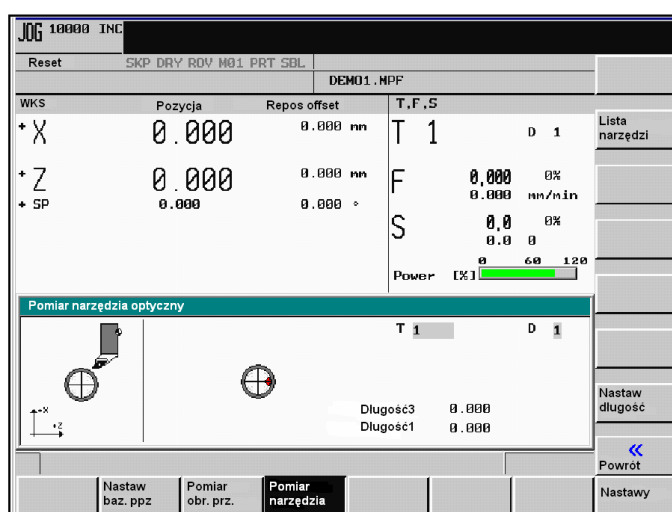 JOG 10000 INC
Reset SKP DRY ROV M01 PRT SBL
DEMO1.MPF
WKS Pozycja Repos offset T,F,S
+ X 0.000 0.000 mm T 1 D 1
+ Z 0.000 0.000 mm F 0,000 0%
0.000 mm/min
+ SP 0.000 0.000 °
S 0,0 0%
0.0 0
0 60 120
Power [%]
Pomiar narzędzia optyczny
T 1 D 1
+X
+Z
Dlugość3 0.000
Dlugość1 0.000
Lista
narzędzi
Nastaw
dlugość
«
Powrót
Nastaw
baz. ppz
Pomiar
obr. prz.
Pomiar
narzędzia
Nastawy